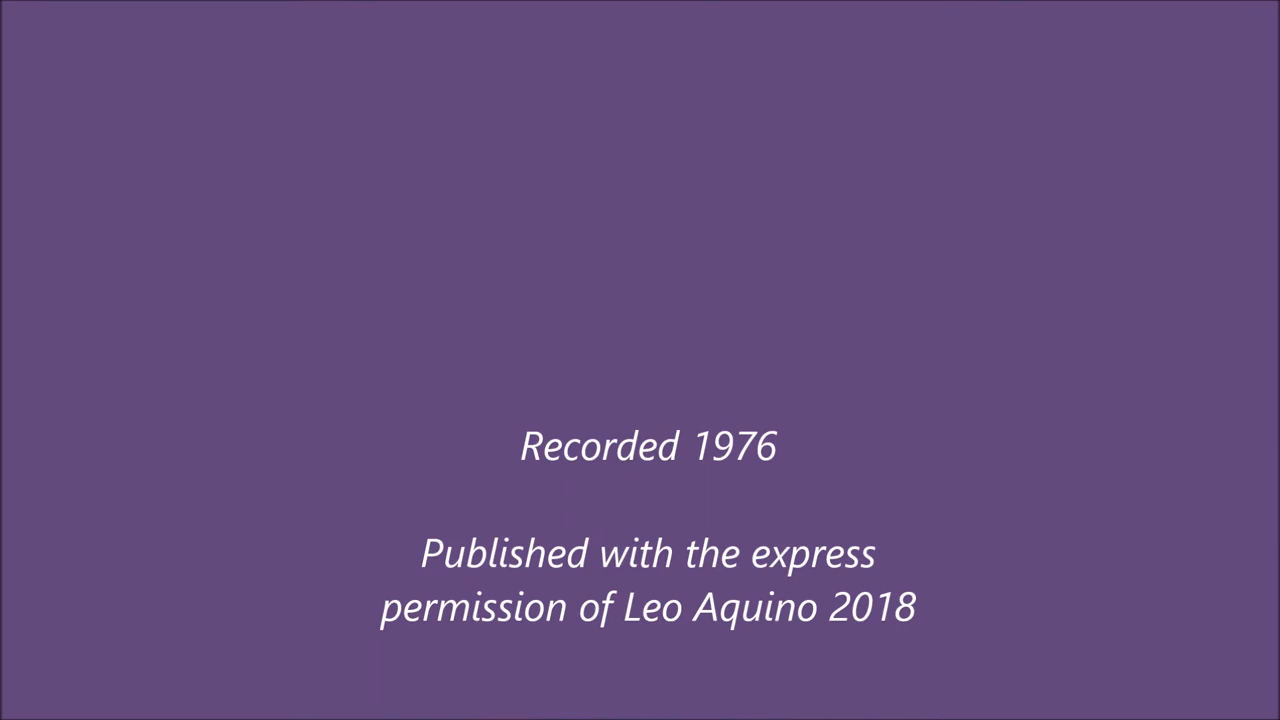 Recorded 1976
Published with the express
permission of Leo Aquino 2018